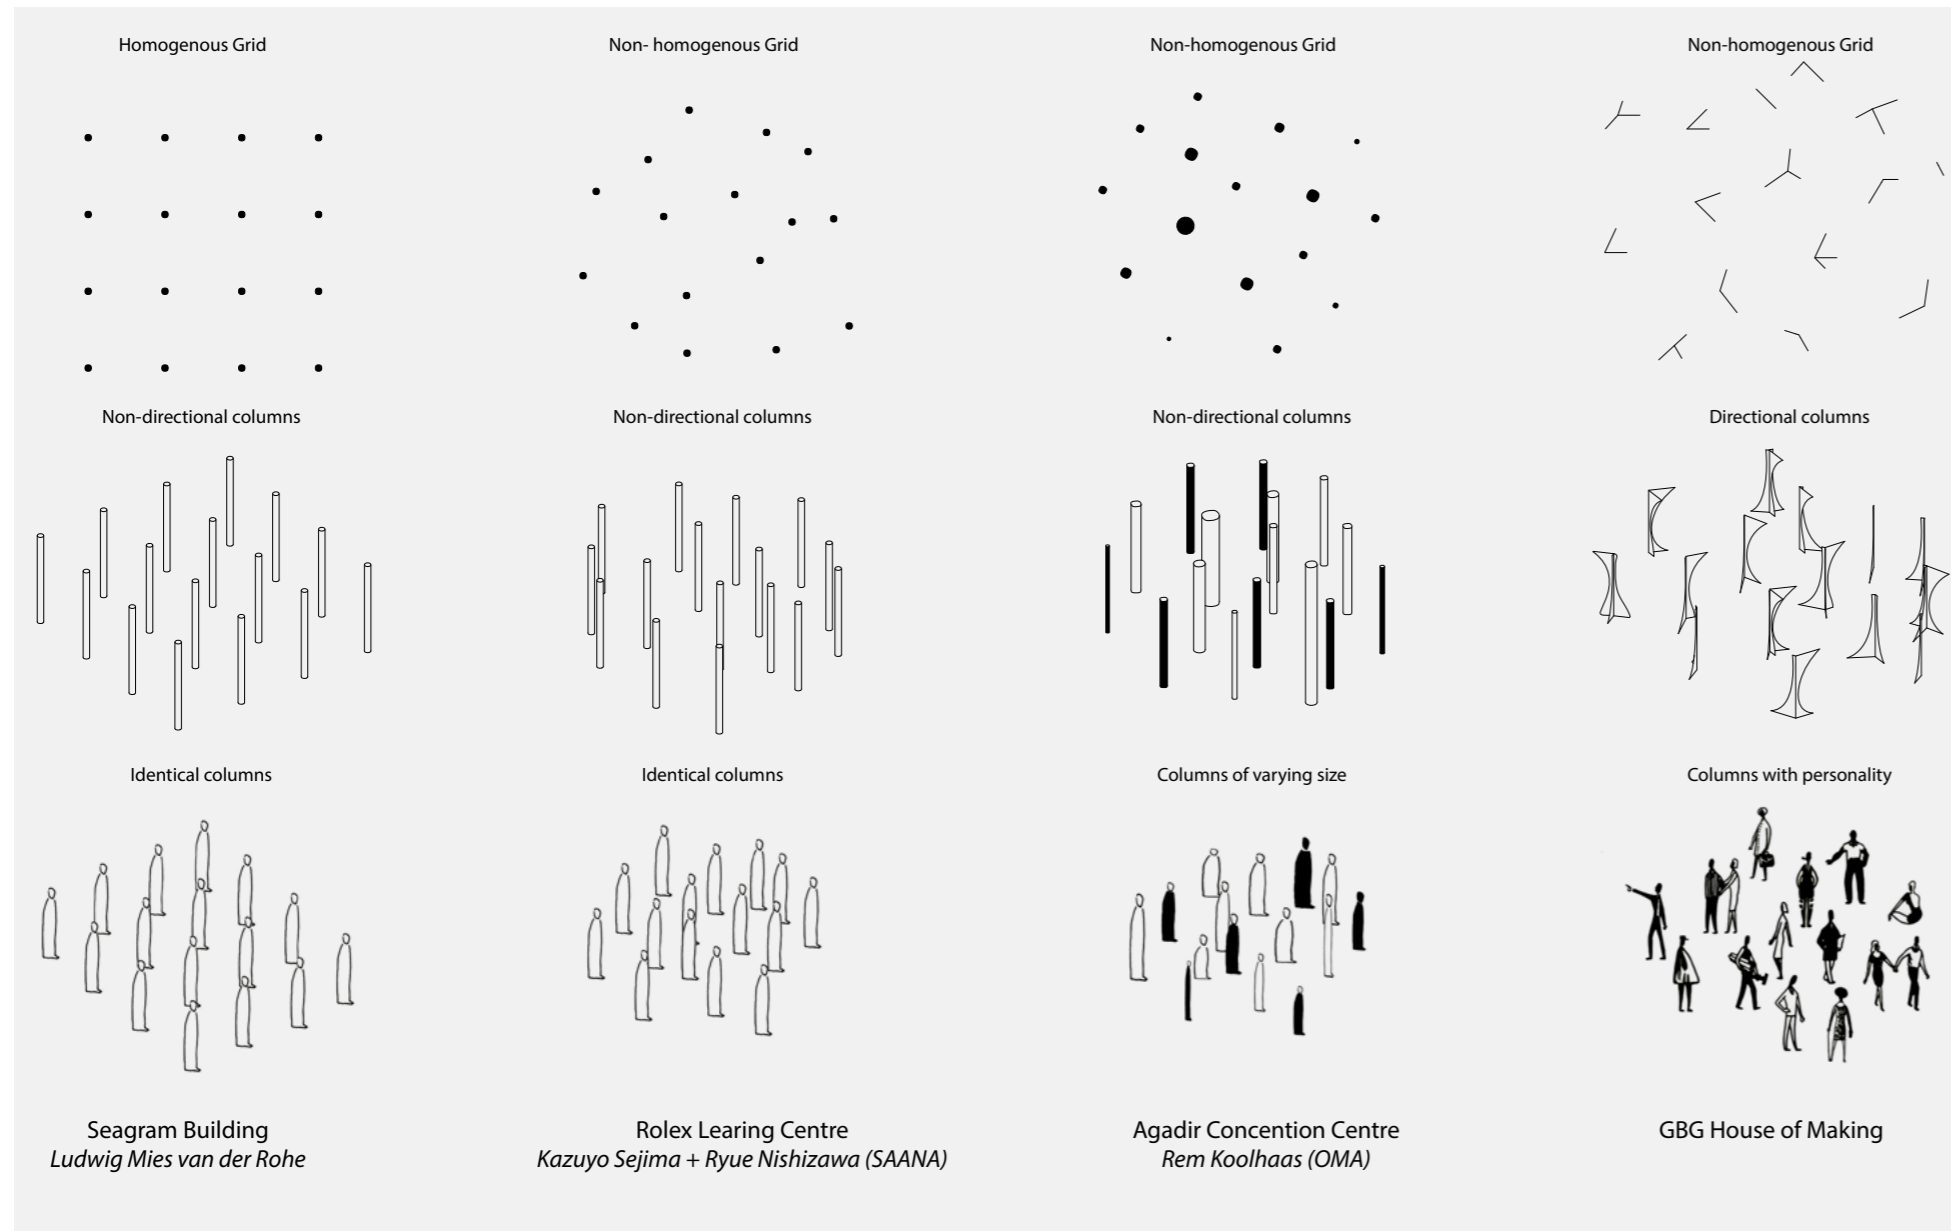 Homogenous Grid
Non- homogenous Grid
Non-homogenous Grid
Non-homogenous Grid
Non-directional columns
Non-directional columns
Non-directional columns
Directional columns
Identical columns
Identical columns
Columns of varying size
Columns with personality
Seagram Building
Ludwig Mies van der Rohe
Rolex Learing Centre
Kazuyo Sejima + Ryue Nishizawa (SAANA)
Agadir Concention Centre
Rem Koolhaas (OMA)
GBG House of Making